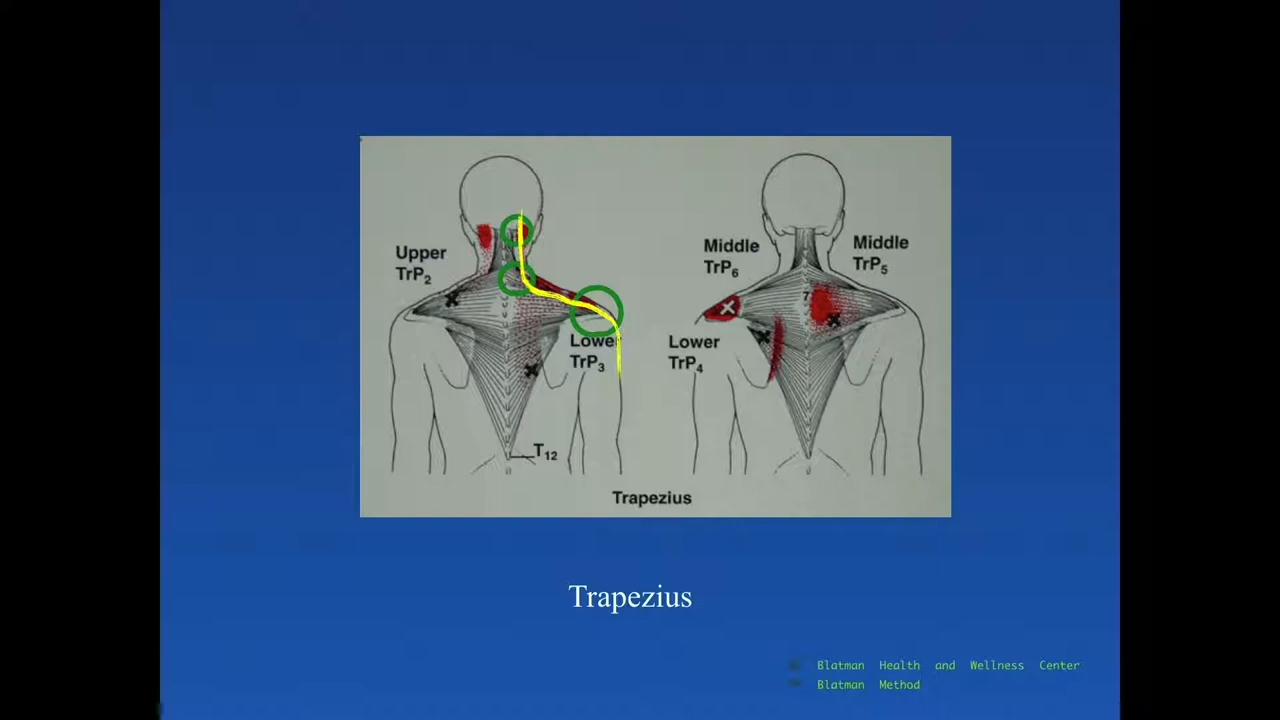 Upper
TrP2
Lower
TrP3
T12
Middle
TrP6
Middle
TrP5
7
Lower
TrP4
Trapezius
Trapezius
Blatman Health and Wellness Center
Blatman Method